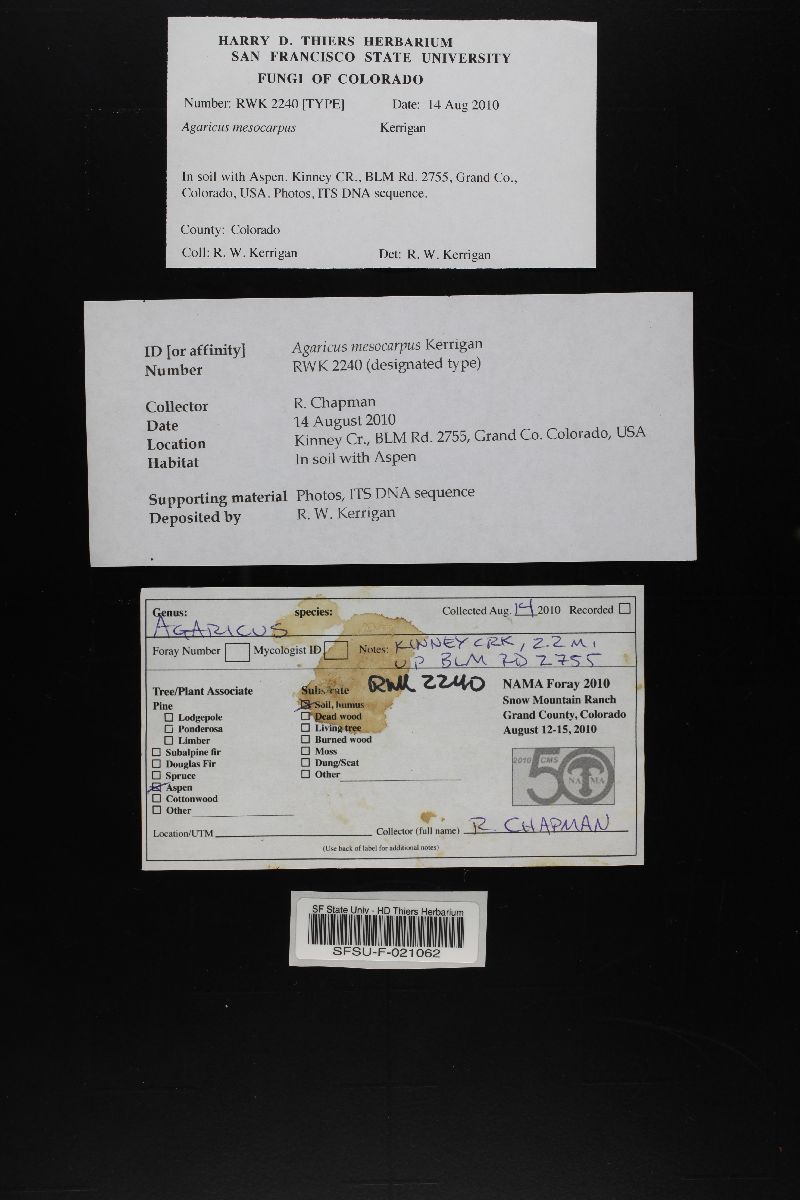 HARRY D. THIERS HERBARIUM
SAN FRANCISCO STATE UNIVERSITY
FUNGI OF COLORADO
Number: RWK 2240 [TYPE] Date: 14 Aug 2010
Agaricus mesocarpus Kerrigan
In soil with Aspen. Kinney CR., BLM Rd. 2755, Grand Co.,
Colorado, USA. Photos, ITS DNA sequence.
County: Colorado
Coll: R. W. Kerrigan Det: R. W. Kerrigan
ID [or affinity] Agaricus mesocarpus Kerrigan
Number RWK 2240 (designated type)
Collector R. Chapman
Date 14 August 2010
Location Kinney Cr., BLM Rd. 2755, Grand Co. Colorado, USA
Habitat In soil with Aspen
Supporting material Photos, ITS DNA sequence
Deposited by R. W. Kerrigan
Genus: species: Collected Aug. 14 2010 Recorded
AGARICUS
Foray Number Mycologist ID Notes: KINNEY CRK, 2.2 MI
UP BLM RD 2755
RWK 2240
Tree/Plant Associate
Pine
Lodgepole
Ponderosa
Limber
Subalpine fir
Douglas Fir
Spruce
Aspen
Cottonwood
Other
Substrate
Soil, humus
Dead wood
Living tree
Burned wood
Moss
Dung/Scat
Other
NAMA Foray 2010
Snow Mountain Ranch
Grand County, Colorado
August 12-15, 2010
2010 CMS
50
NAMA
Location/UTM Collector (full name) R. CHAPMAN
(Use back of label for additional notes)
SF State Univ - HD Thiers Herbarium
SFSU-F-021062